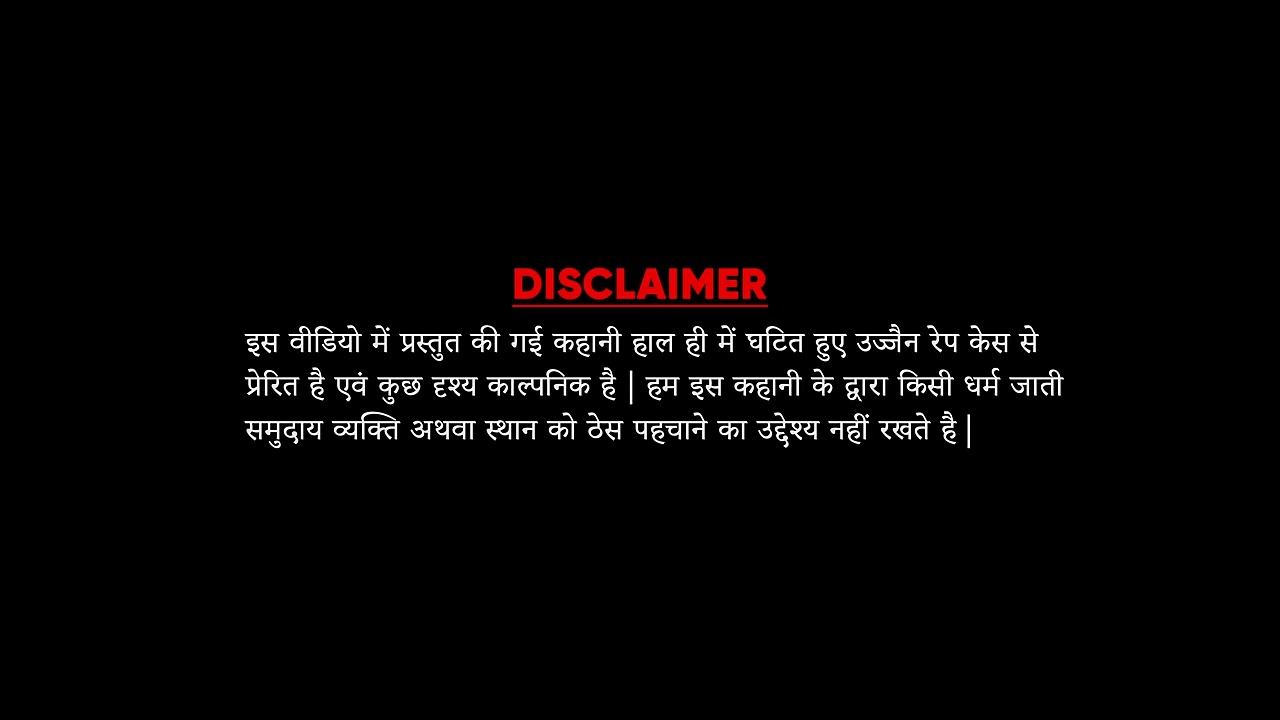 DISCLAIMER
इस वीडियो में प्रस्तुत की गई कहानी हाल ही में घटित हुए उज्जैन रेप केस से
प्रेरित है एवं कुछ दृश्य काल्पनिक है | हम इस कहानी के द्वारा किसी धर्म जाती
समुदाय व्यक्ति अथवा स्थान को ठेस पहचाने का उद्देश्य नहीं रखते है |